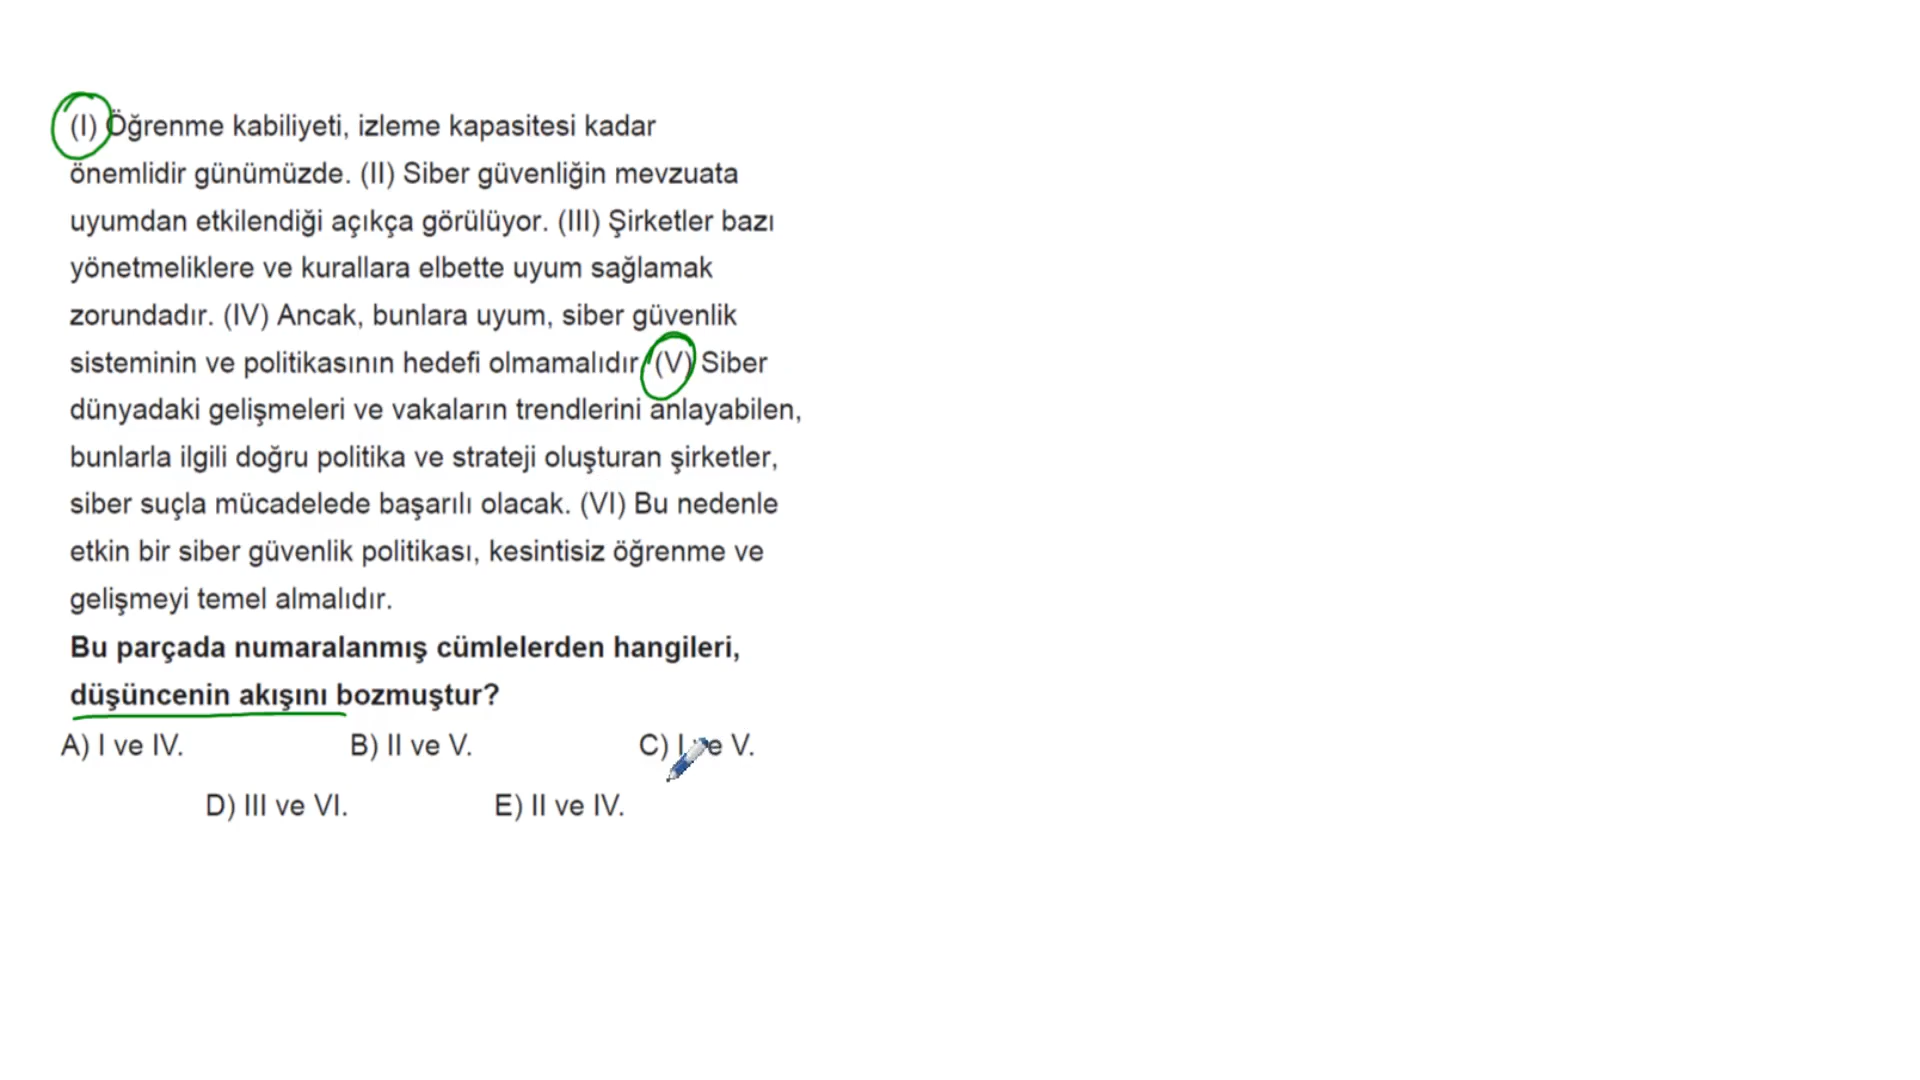 (I) Öğrenme kabiliyeti, izleme kapasitesi kadar
önemlidir günümüzde. (II) Siber güvenliğin mevzuata
uyumdan etkilendiği açıkça görülüyor. (III) Şirketler bazı
yönetmeliklere ve kurallara elbette uyum sağlamak
zorundadır. (IV) Ancak, bunlara uyum, siber güvenlik
sisteminin ve politikasının hedefi olmamalıdır. (V) Siber
dünyadaki gelişmeleri ve vakaların trendlerini anlayabilen,
bunlarla ilgili doğru politika ve strateji oluşturan şirketler,
siber suçla mücadelede başarılı olacak. (VI) Bu nedenle
etkin bir siber güvenlik politikası, kesintisiz öğrenme ve
gelişmeyi temel almalıdır.
Bu parçada numaralanmış cümlelerden hangileri,
düşüncenin akışını bozmuştur?
A) I ve IV. B) II ve V. C) I ve V.
D) III ve VI. E) II ve IV.